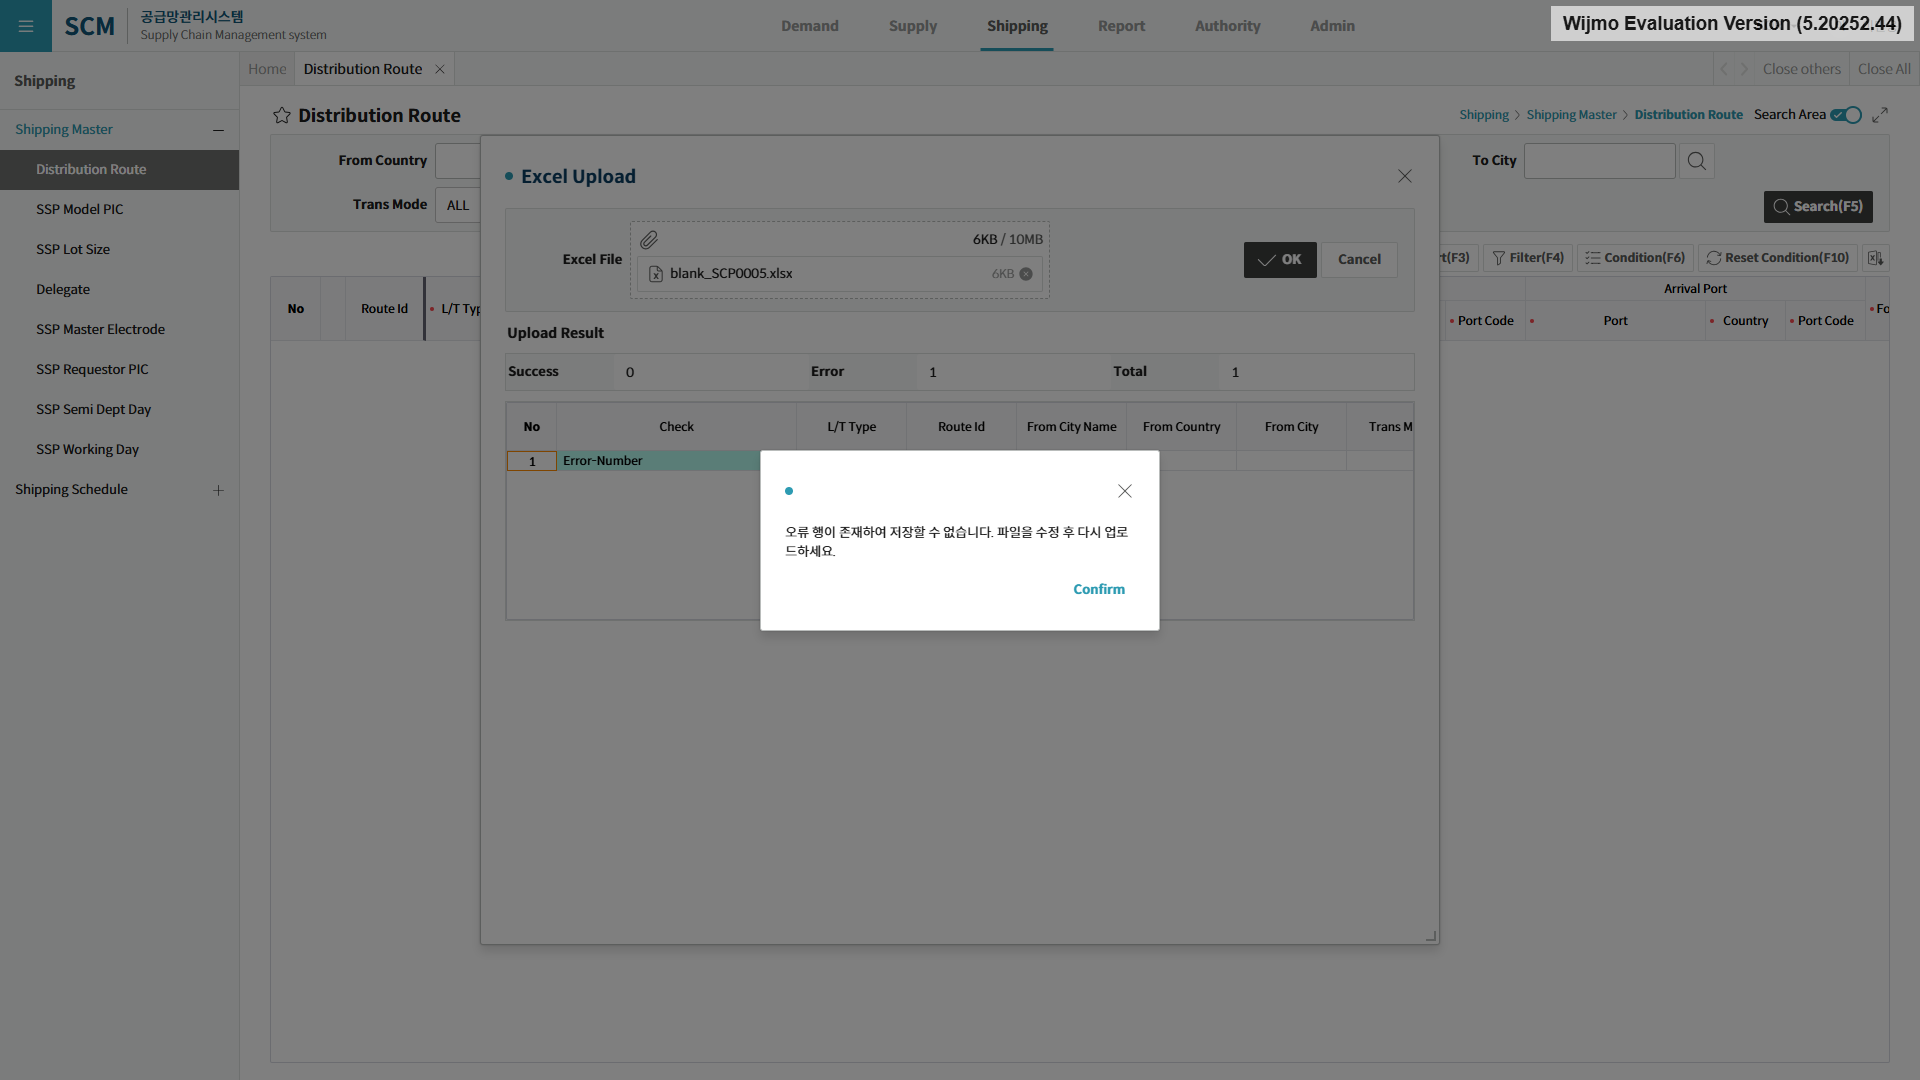 SCM
공급망관리시스템
Supply Chain Management system
Demand
Supply
Shipping
Report
Authority
Admin
Wijmo Evaluation Version (5.20252.44)
Shipping
Home
Distribution Route
Close others
Close All
Shipping Master
Distribution Route
SSP Model PIC
SSP Lot Size
Delegate
SSP Master Electrode
SSP Requestor PIC
SSP Semi Dept Day
SSP Working Day
Shipping Schedule
Distribution Route
Shipping > Shipping Master > Distribution Route
Search Area
From Country
To City
Trans Mode
ALL
Search(F5)
t(F3)
Filter(F4)
Condition(F6)
Reset Condition(F10)
No
Route Id
L/T Typ
Arrival Port
Port Code
Port
Country
Port Code
Fo
Excel Upload
Excel File
6KB / 10MB
blank_SCP0005.xlsx
6KB
OK
Cancel
Upload Result
Success
0
Error
1
Total
1
No
Check
L/T Type
Route Id
From City Name
From Country
From City
Trans M
1
Error-Number
오류 행이 존재하여 저장할 수 없습니다. 파일을 수정 후 다시 업로
드하세요.
Confirm